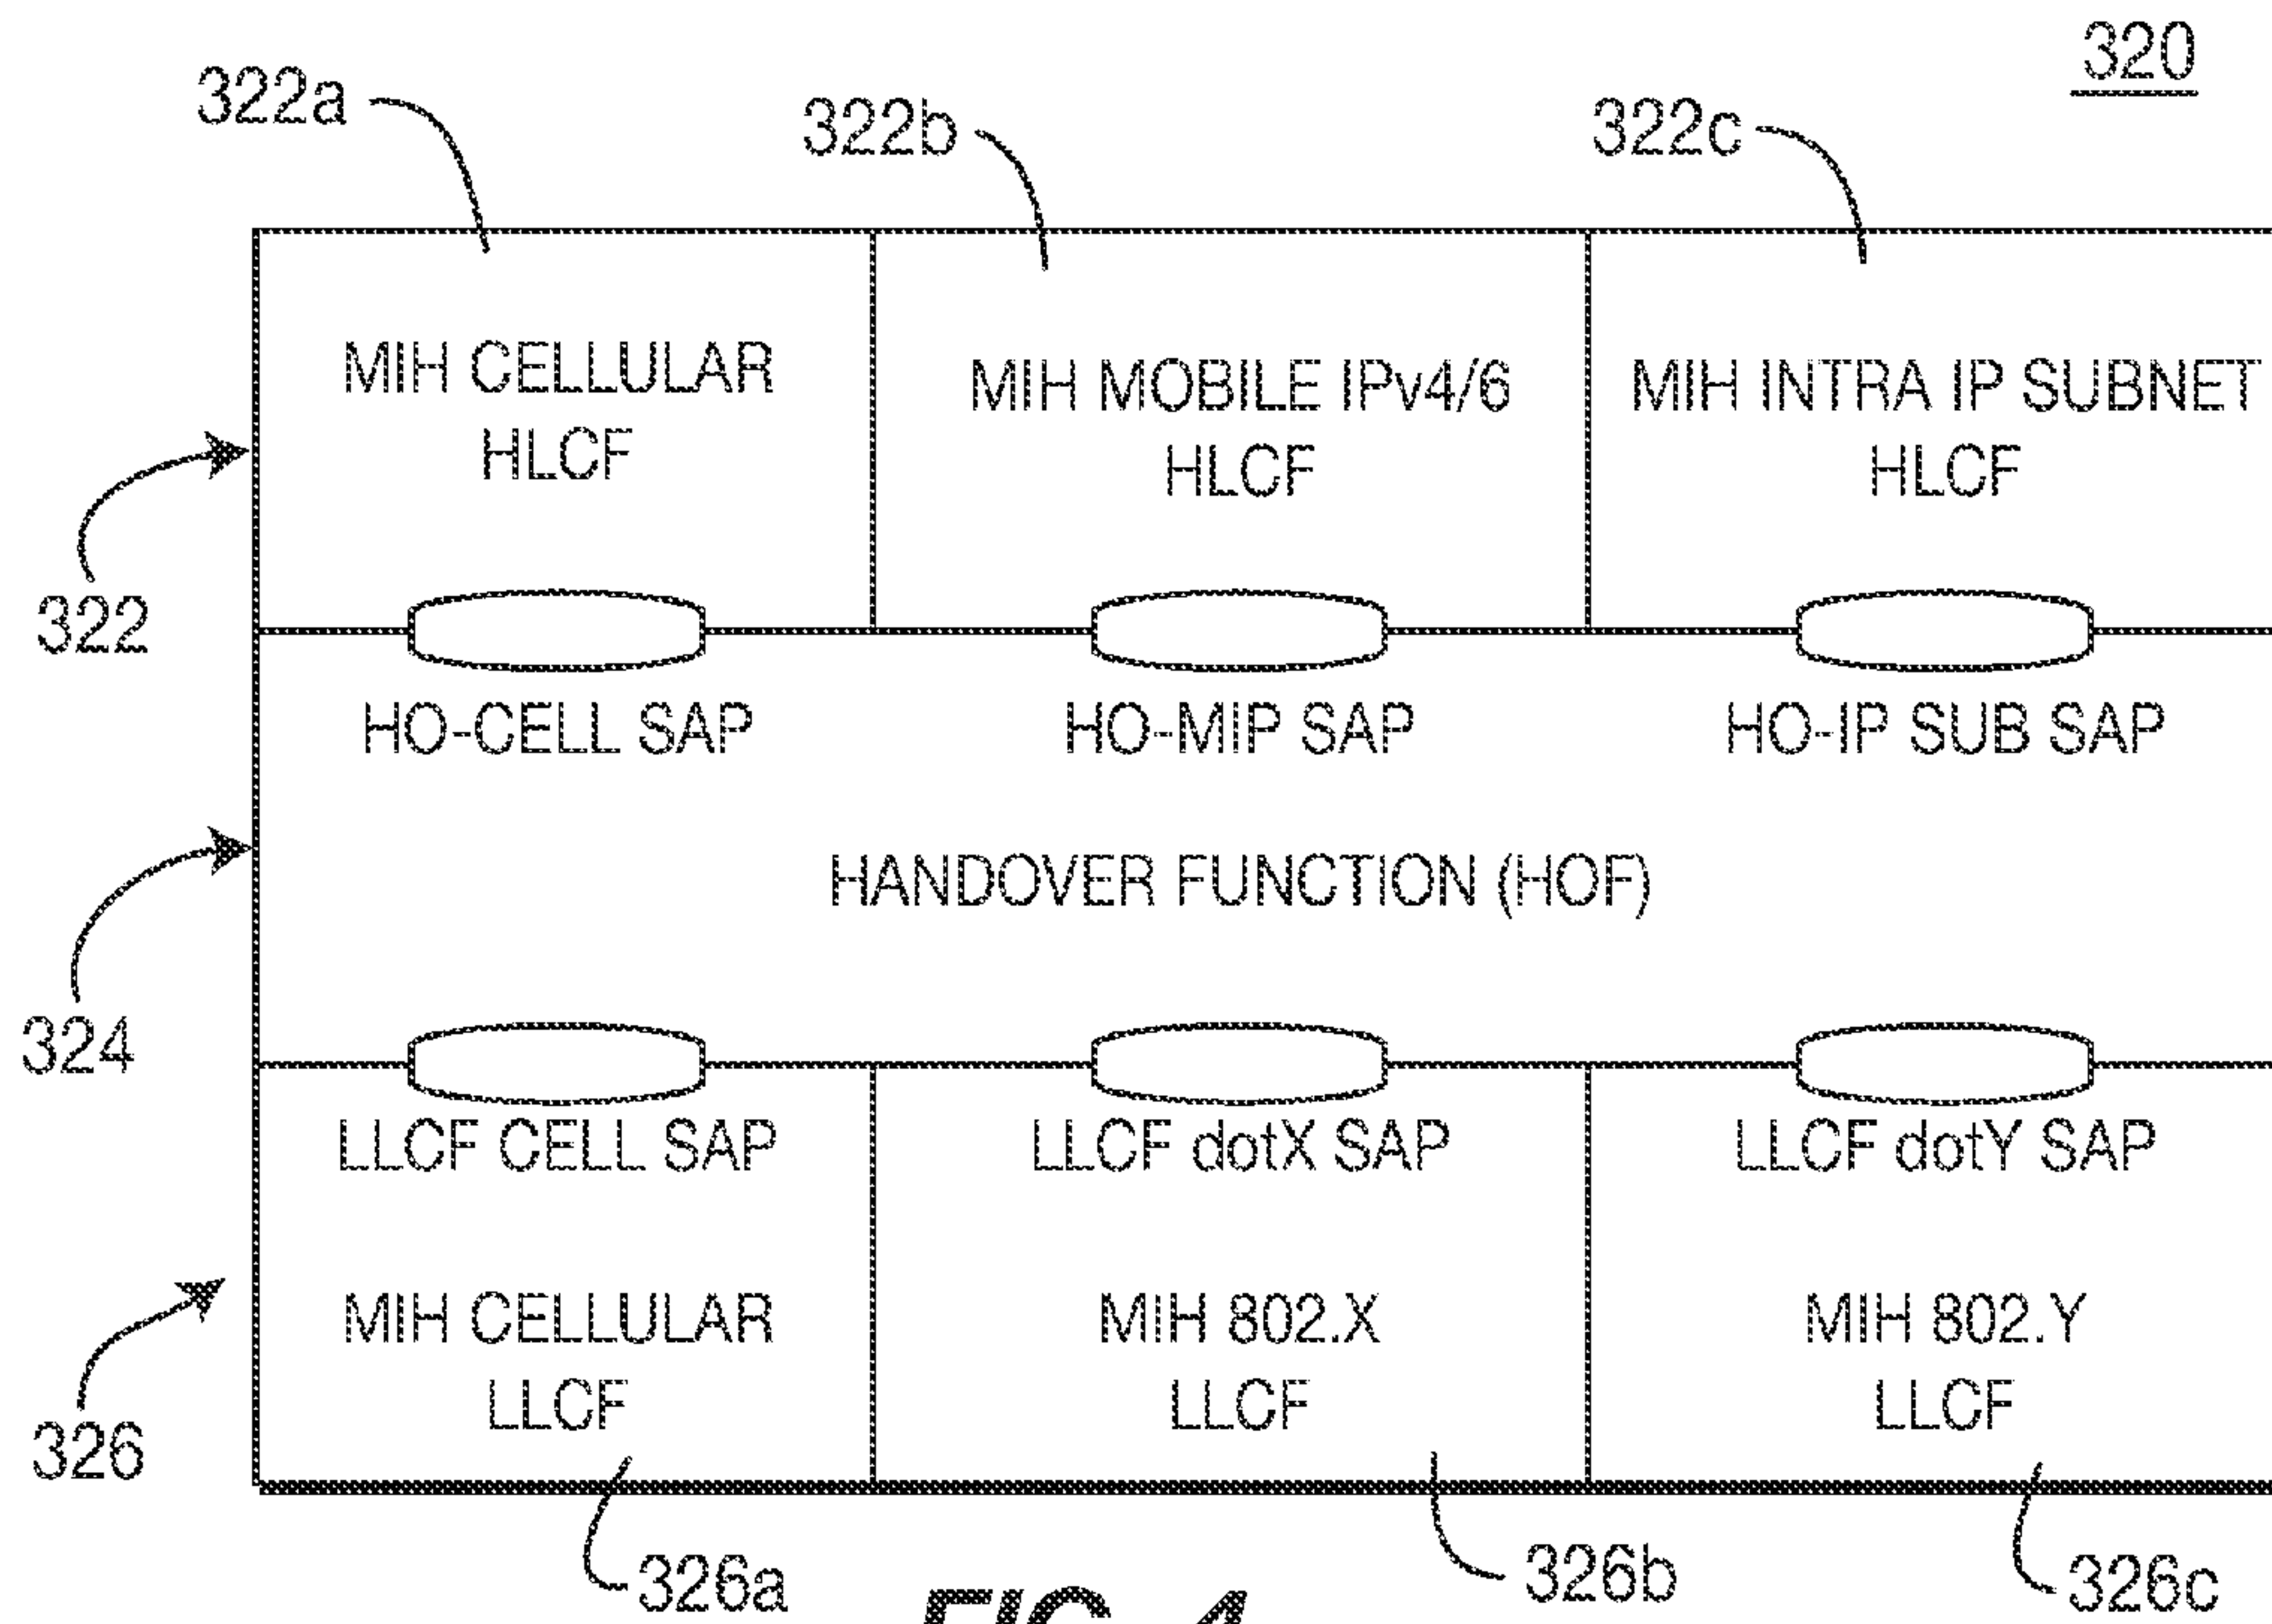 320
322a
322b
322c
MIH CELLULAR
HLCF
MIH MOBILE IPv4/6
HLCF
MIH INTRA IP SUBNET
HLCF
322
HO-CELL SAP
HO-MIP SAP
HO-IP SUB SAP
HANDOVER FUNCTION (HOF)
324
LLCF CELL SAP
LLCF dotX SAP
LLCF dotY SAP
MIH CELLULAR
LLCF
MIH 802.X
LLCF
MIH 802.Y
LLCF
326
326a
326b
326c
FIG. 4